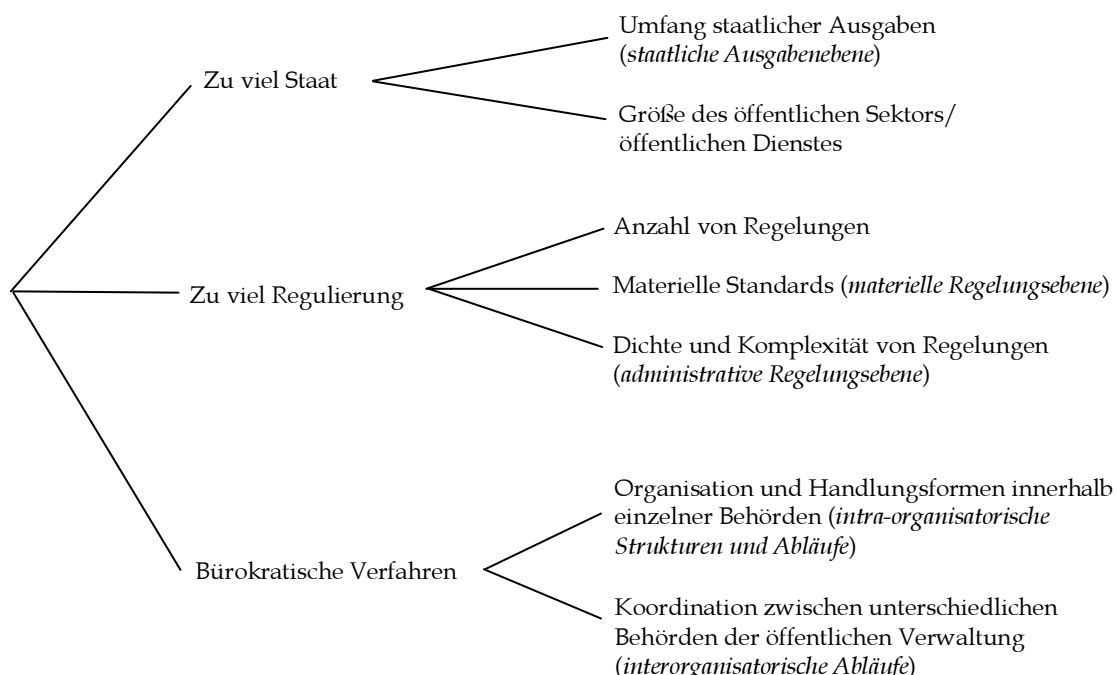 Umfang staatlicher Ausgaben
(staatliche Ausgabenebene)
Zu viel Staat
Größe des öffentlichen Sektors/
öffentlichen Dienstes
Anzahl von Regelungen
Zu viel Regulierung
Materielle Standards (materielle Regelungsebene)
Dichte und Komplexität von Regelungen
(administrative Regelungsebene)
Organisation und Handlungsformen innerhalb
einzelner Behörden (intra-organisatorische
Strukturen und Abläufe)
Bürokratische Verfahren
Koordination zwischen unterschiedlichen
Behörden der öffentlichen Verwaltung
(interorganisatorische Abläufe)